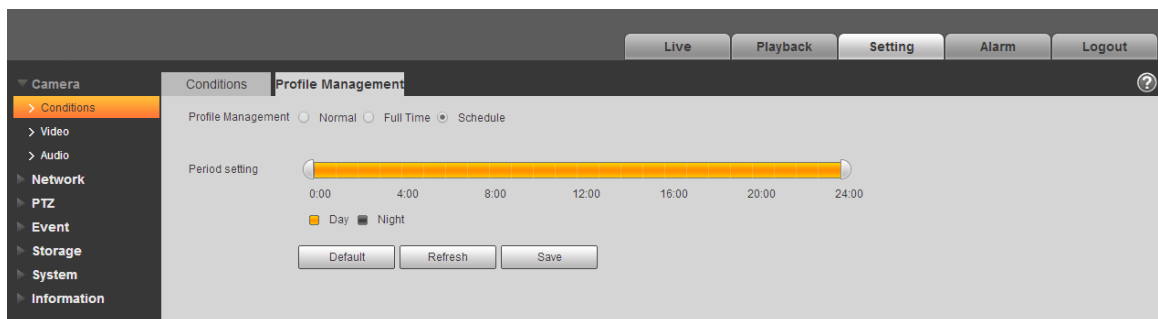 Live Playback Setting Alarm Logout
Camera
Conditions
Video
Audio
Network
PTZ
Event
Storage
System
Information
Conditions Profile Management ?
Profile Management Normal Full Time Schedule
Period setting
0:00 4:00 8:00 12:00 16:00 20:00 24:00
Day Night
Default Refresh Save